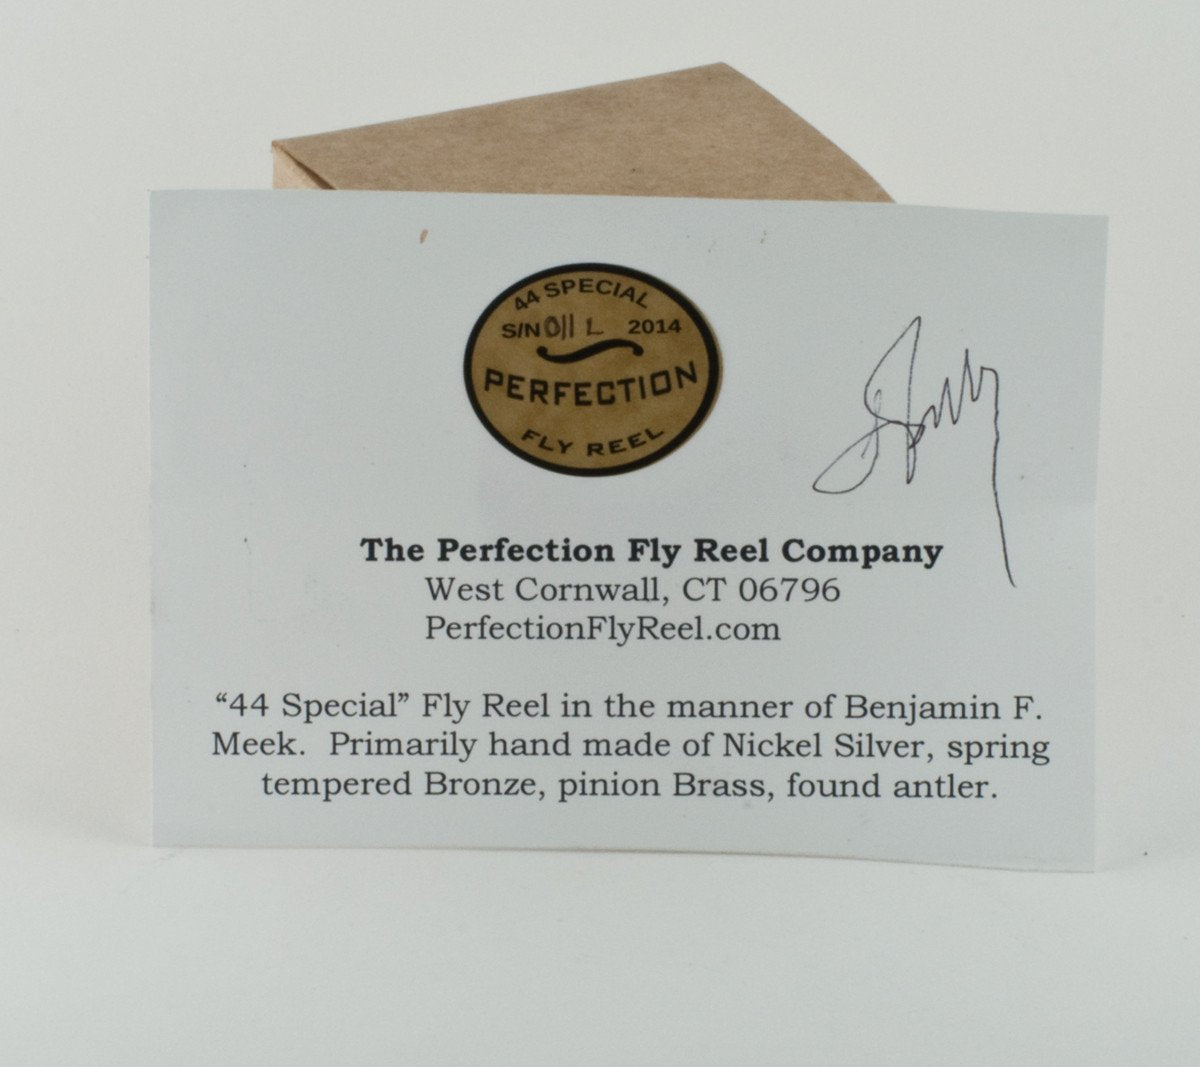 44 SPECIAL
S/N 011 L 2014
PERFECTION
FLY REEL
The Perfection Fly Reel Company
West Cornwall, CT 06796
PerfectionFlyReel.com
“44 Special” Fly Reel in the manner of Benjamin F.
Meek.  Primarily hand made of Nickel Silver, spring
tempered Bronze, pinion Brass, found antler.